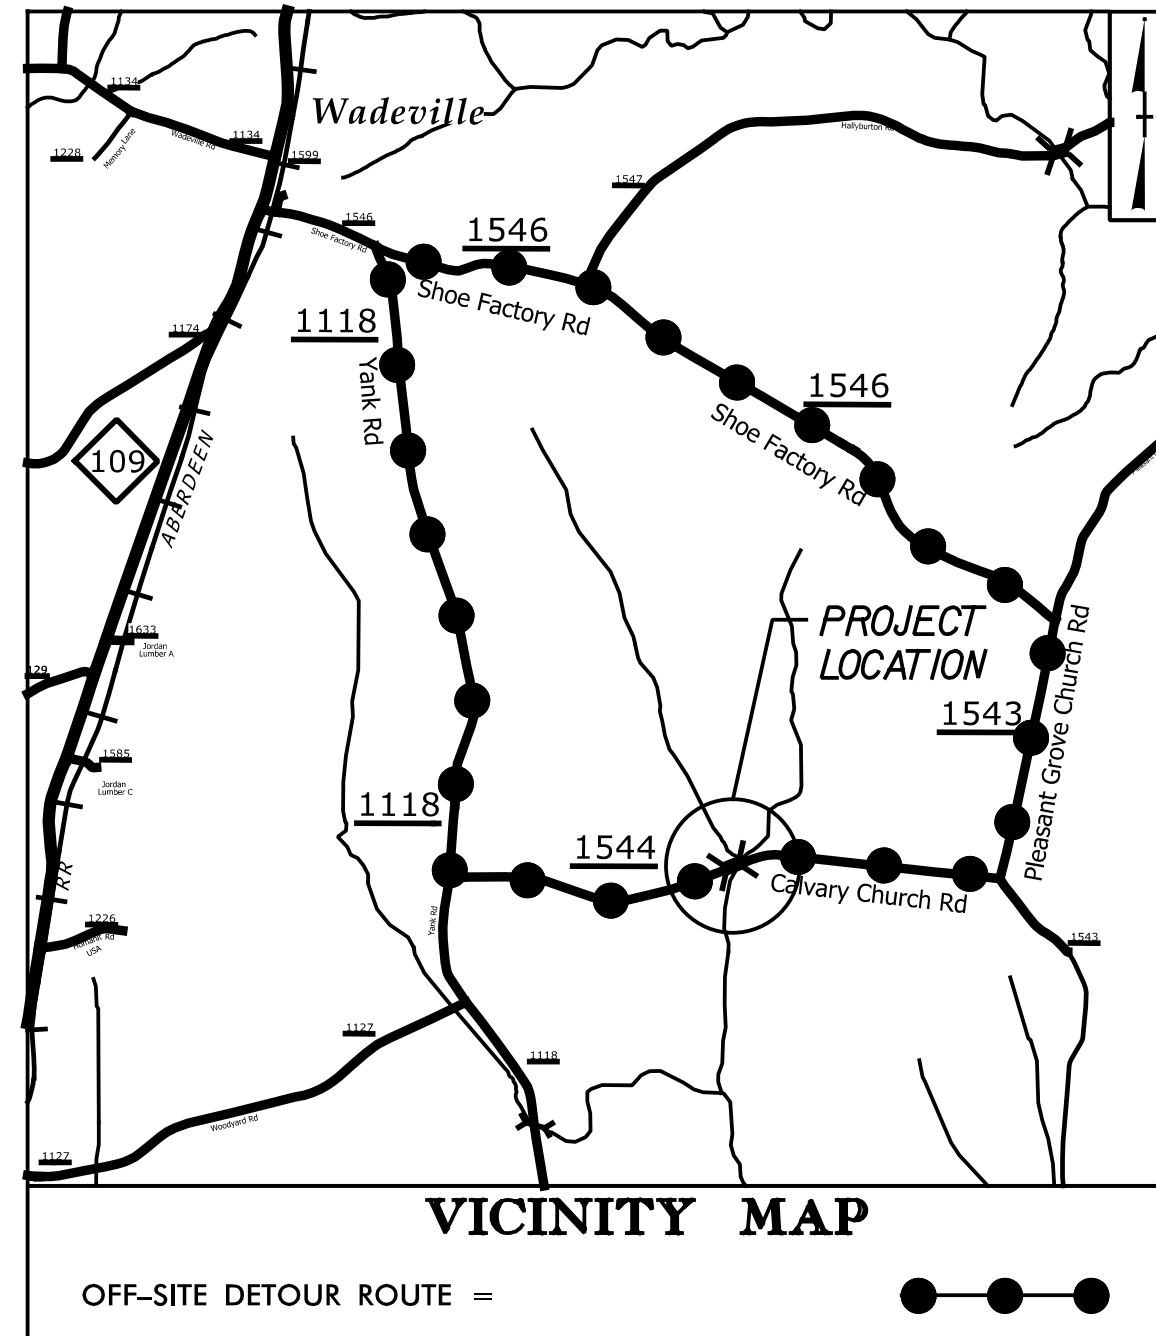 1134
Memory Lane
Wadeville Rd
1134
1228
1599
Wadeville
Hallyburton Rd
1547
1546
Shoe Factory Rd
1546
Shoe Factory Rd
1118
Yank Rd
1174
109
ABERDEEN
1546
Shoe Factory Rd
PROJECT
LOCATION
1633
Jordan
Lumber A
129
1585
Jordan
Lumber C
1543
Pleasant Grove Church Rd
1118
1544
Calvary Church Rd
RR
1226
USA
Yank Rd
1543
1127
1118
Woodyard Rd
1127
VICINITY MAP
OFF–SITE DETOUR ROUTE =